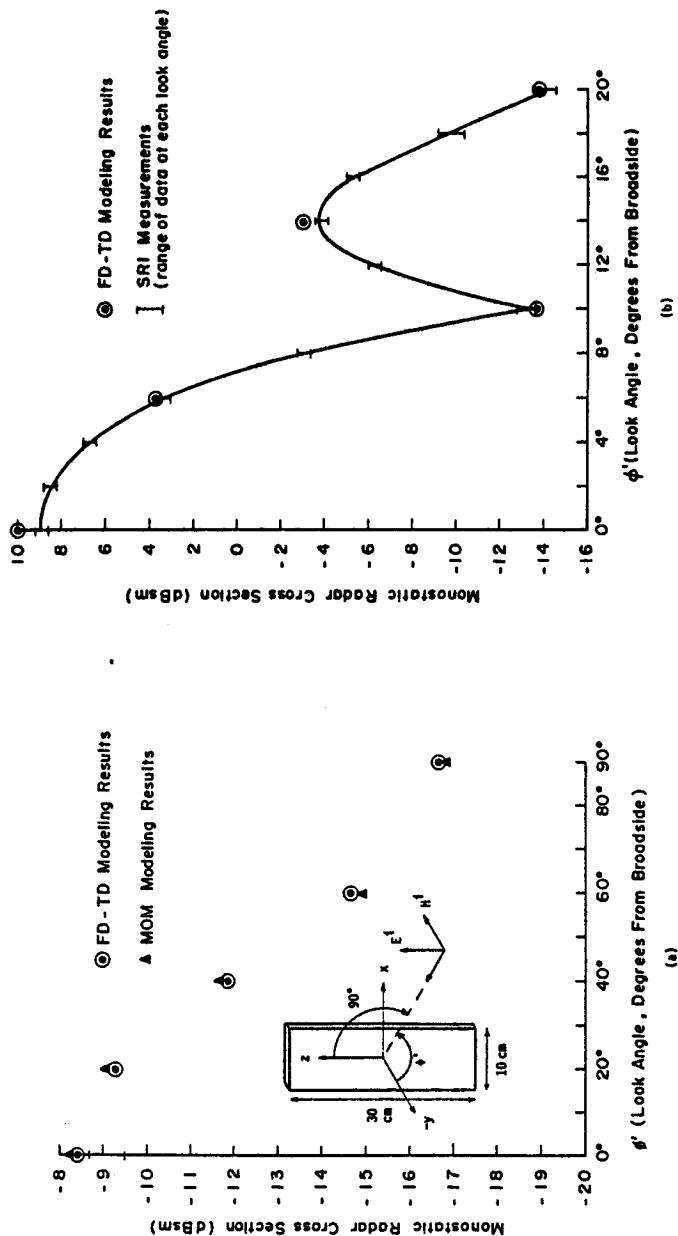 -8
-9
-10
-11
-12
-13
-14
-15
-16
-17
-18
-19
-20
Monostatic Radar Cross Section (dBsm)
FD-TD Modeling Results
MOM Modeling Results
z
90°
x
ϕ'
-y
30 cm
10 cm
Eⁱ
Hⁱ
0°
20°
40°
60°
80°
90°
ø' (Look Angle, Degrees From Broadside)
(a)
10
8
6
4
2
0
-2
-4
-6
-8
-10
-12
-14
-16
Monostatic Radar Cross Section (dBsm)
FD-TD Modeling Results
SRI Measurements
(range of data at each look angle)
0°
4°
8°
12°
16°
20°
ϕ' (Look Angle, Degrees From Broadside)
(b)